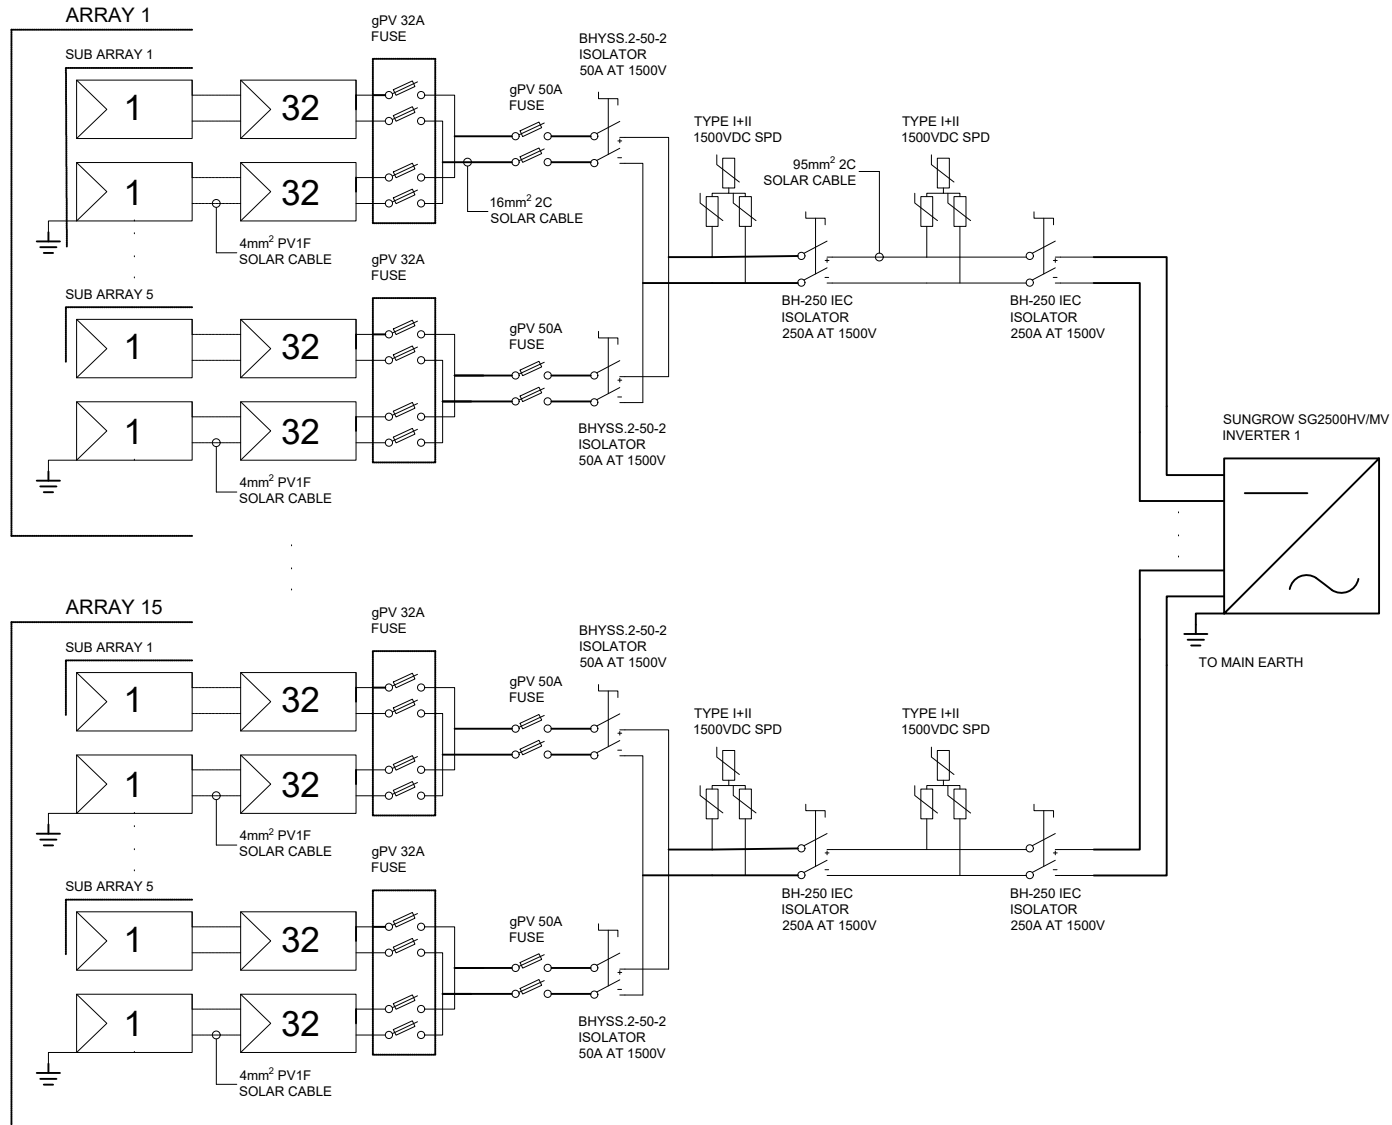 ARRAY 1
gPV 32A
FUSE
BHYSS.2-50-2
ISOLATOR
50A AT 1500V
SUB ARRAY 1
gPV 50A
FUSE
1
32
TYPE I+II
1500VDC SPD
TYPE I+II
1500VDC SPD
+
-
95mm² 2C
SOLAR CABLE
1
32
16mm² 2C
SOLAR CABLE
4mm² PV1F
SOLAR CABLE
gPV 32A
FUSE
+
-
+
-
SUB ARRAY 5
BH-250 IEC
ISOLATOR
250A AT 1500V
BH-250 IEC
ISOLATOR
250A AT 1500V
gPV 50A
FUSE
1
32
+
-
1
32
BHYSS.2-50-2
ISOLATOR
50A AT 1500V
SUNGROW SG2500HV/MV
INVERTER 1
4mm² PV1F
SOLAR CABLE
ARRAY 15
gPV 32A
FUSE
BHYSS.2-50-2
ISOLATOR
50A AT 1500V
SUB ARRAY 1
TO MAIN EARTH
gPV 50A
FUSE
1
32
TYPE I+II
1500VDC SPD
TYPE I+II
1500VDC SPD
+
-
1
32
4mm² PV1F
SOLAR CABLE
gPV 32A
FUSE
+
-
+
-
SUB ARRAY 5
BH-250 IEC
ISOLATOR
250A AT 1500V
BH-250 IEC
ISOLATOR
250A AT 1500V
gPV 50A
FUSE
1
32
+
-
1
32
BHYSS.2-50-2
ISOLATOR
50A AT 1500V
4mm² PV1F
SOLAR CABLE